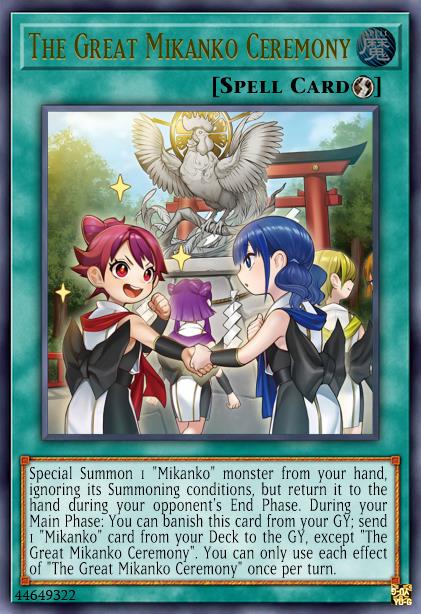 THE GREAT MIKANKO CEREMONY
魔
[SPELL CARD]
Special Summon 1 "Mikanko" monster from your hand,
ignoring its Summoning conditions, but return it to the
hand during your opponent's End Phase. During your
Main Phase: You can banish this card from your GY; send
1 "Mikanko" card from your Deck to the GY, except "The
Great Mikanko Ceremony". You can only use each effect
of "The Great Mikanko Ceremony" once per turn.
44649322